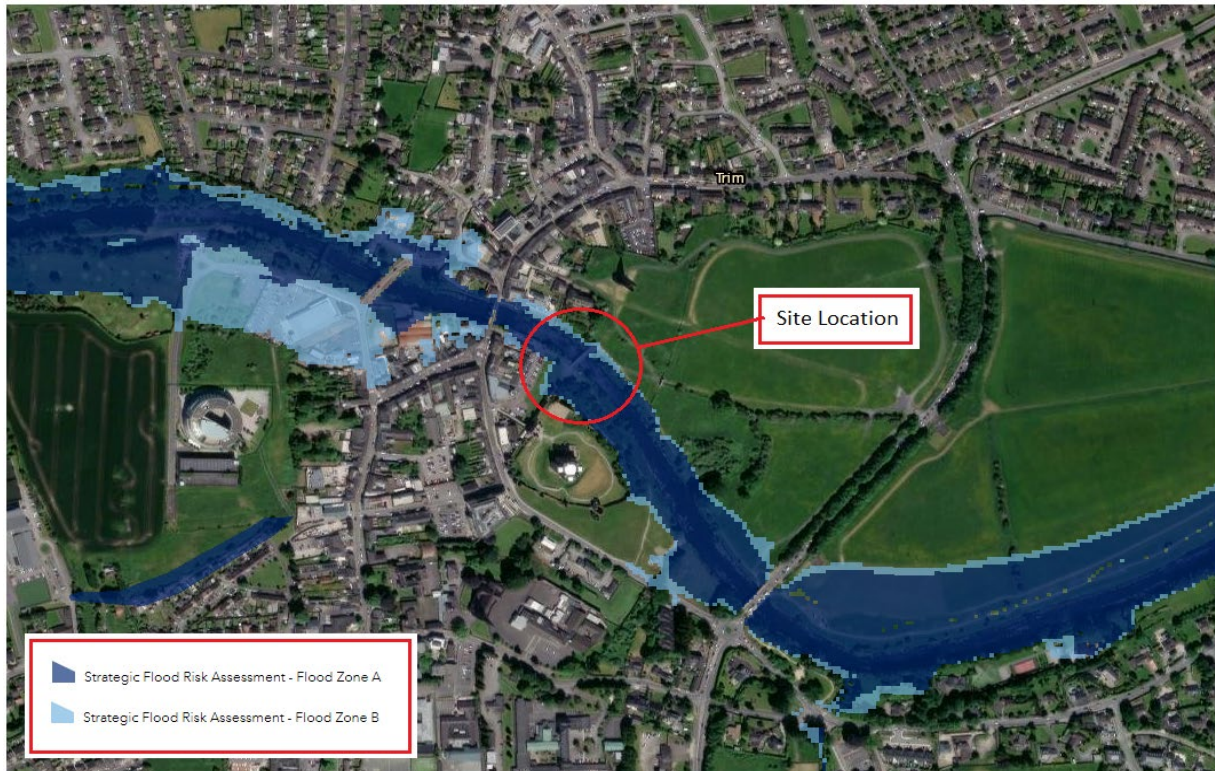 Trim
Site Location
Strategic Flood Risk Assessment - Flood Zone A
Strategic Flood Risk Assessment - Flood Zone B